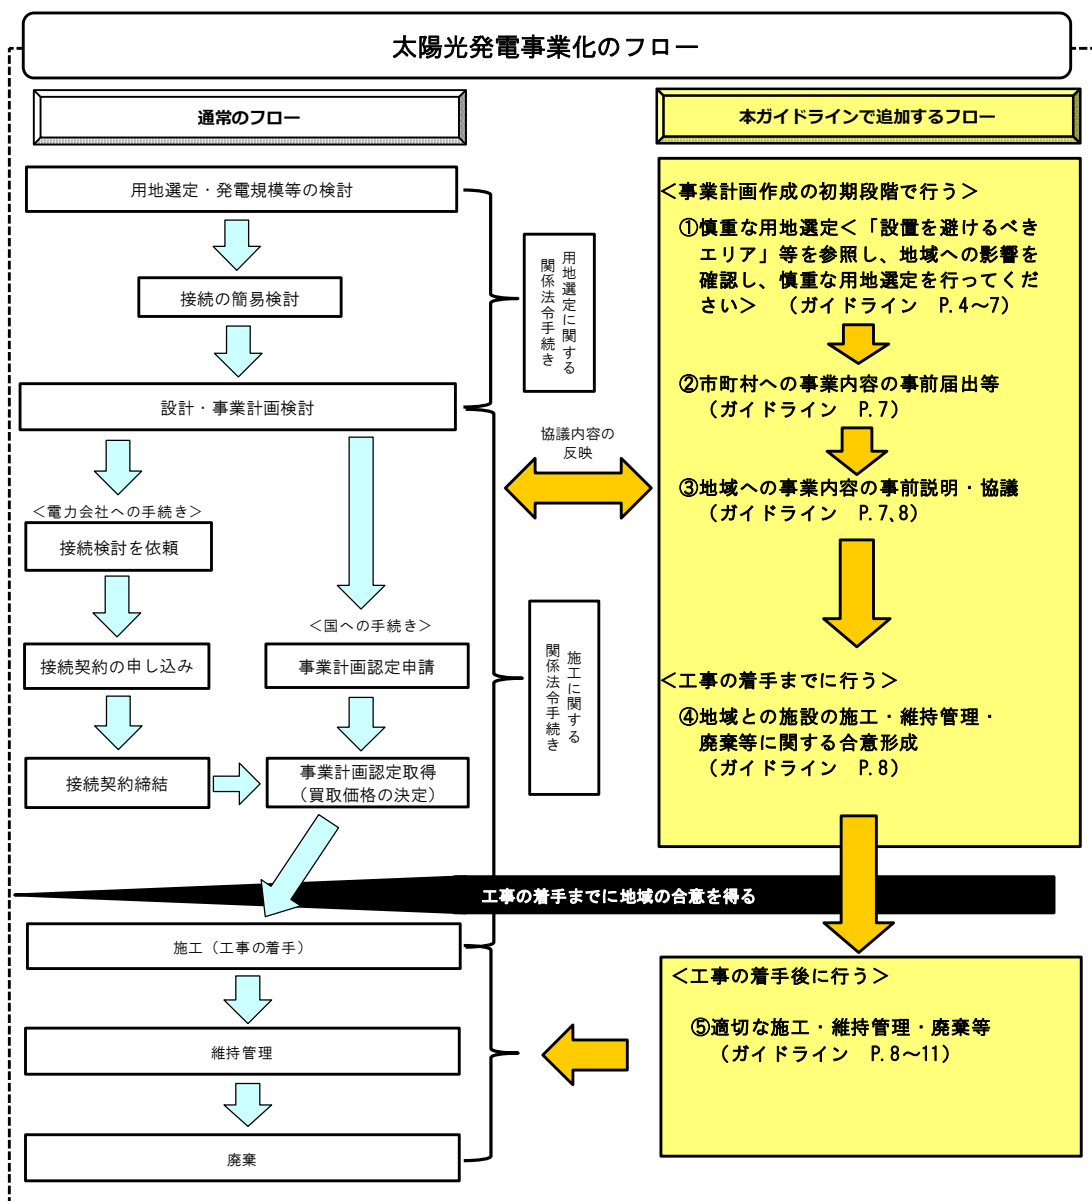 太陽光発電事業化のフロー
通常のフロー
用地選定・発電規模等の検討
接続の簡易検討
設計・事業計画検討
＜電力会社への手続き＞
接続検討を依頼
接続契約の申し込み
接続契約締結
＜国への手続き＞
事業計画認定申請
事業計画認定取得
（買取価格の決定）
用地選定に関する
関係法令手続き
協議内容の
反映
施工に関する
関係法令手続き
本ガイドラインで追加するフロー
＜事業計画作成の初期段階で行う＞
①慎重な用地選定＜「設置を避けるべき
エリア」等を参照し、地域への影響を
確認し、慎重な用地選定を行ってくだ
さい＞　（ガイドライン　P.4～7）
②市町村への事業内容の事前届出等
（ガイドライン　P.7）
③地域への事業内容の事前説明・協議
（ガイドライン　P.7､8）
＜工事の着手までに行う＞
④地域との施設の施工・維持管理・
廃棄等に関する合意形成
（ガイドライン　P.8）
工事の着手までに地域の合意を得る
施工（工事の着手）
維持管理
廃棄
＜工事の着手後に行う＞
⑤適切な施工・維持管理・廃棄等
（ガイドライン　P.8～11）